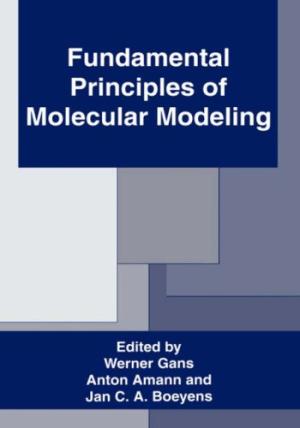 Fundamental
Principles of
Molecular Modeling
Edited by
Werner Gans
Anton Amann and
Jan C. A. Boeyens